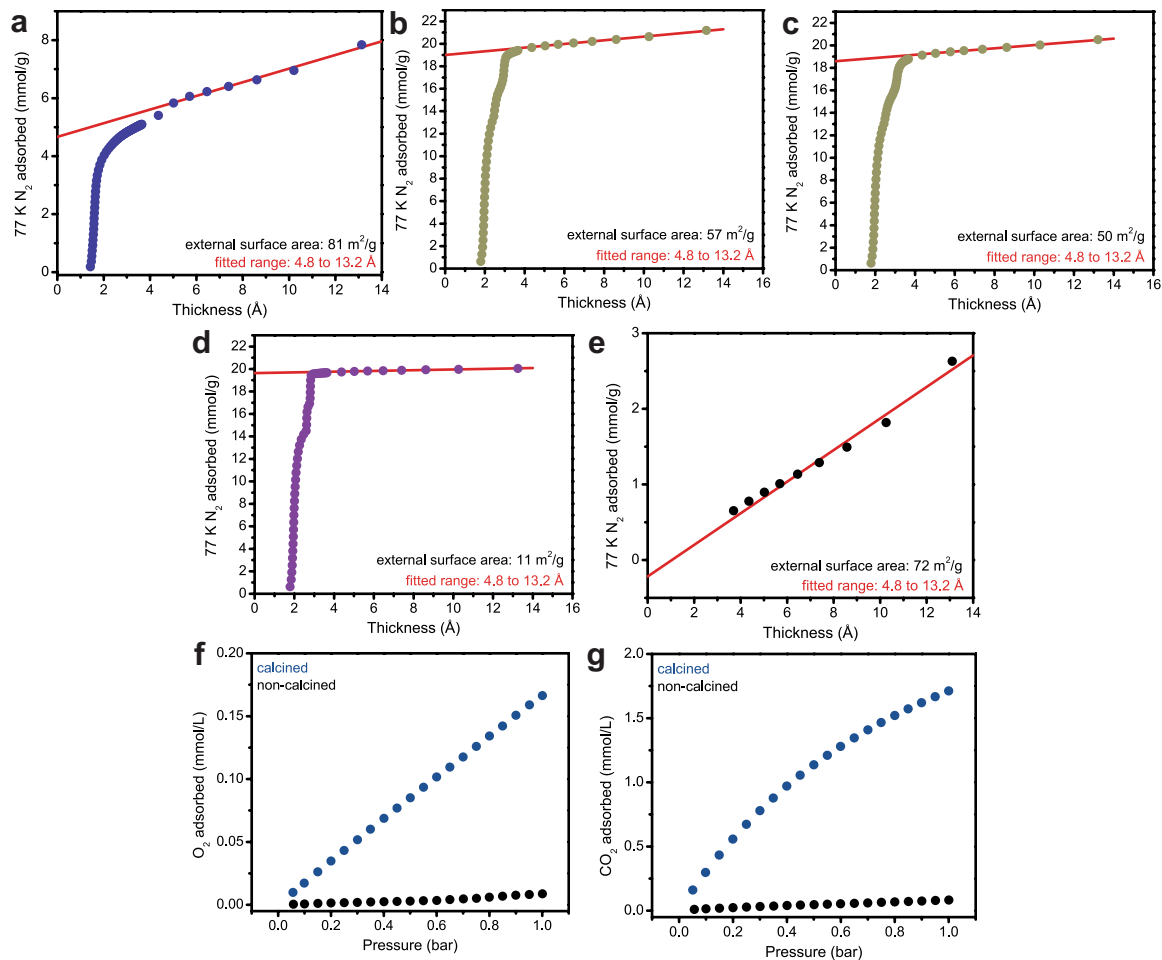 a
77 K N2 adsorbed (mmol/g)
8
6
4
2
0
external surface area: 81 m²/g
fitted range: 4.8 to 13.2 Å
0 2 4 6 8 10 12 14
Thickness (Å)
b
77 K N2 adsorbed (mmol/g)
22
20
18
16
14
12
10
8
6
4
2
0
external surface area: 57 m²/g
fitted range: 4.8 to 13.2 Å
0 2 4 6 8 10 12 14 16
Thickness (Å)
c
77 K N2 adsorbed (mmol/g)
22
20
18
16
14
12
10
8
6
4
2
0
external surface area: 50 m²/g
fitted range: 4.8 to 13.2 Å
0 2 4 6 8 10 12 14 16
Thickness (Å)
d
77 K N2 adsorbed (mmol/g)
22
20
18
16
14
12
10
8
6
4
2
0
external surface area: 11 m²/g
fitted range: 4.8 to 13.2 Å
0 2 4 6 8 10 12 14 16
Thickness (Å)
e
77 K N2 adsorbed (mmol/g)
3
2
1
0
external surface area: 72 m²/g
fitted range: 4.8 to 13.2 Å
0 2 4 6 8 10 12 14
Thickness (Å)
f
O2 adsorbed (mmol/L)
0.20
0.15
0.10
0.05
0.00
calcined
non-calcined
0.0 0.2 0.4 0.6 0.8 1.0
Pressure (bar)
g
CO2 adsorbed (mmol/L)
2.0
1.5
1.0
0.5
0.0
calcined
non-calcined
0.0 0.2 0.4 0.6 0.8 1.0
Pressure (bar)